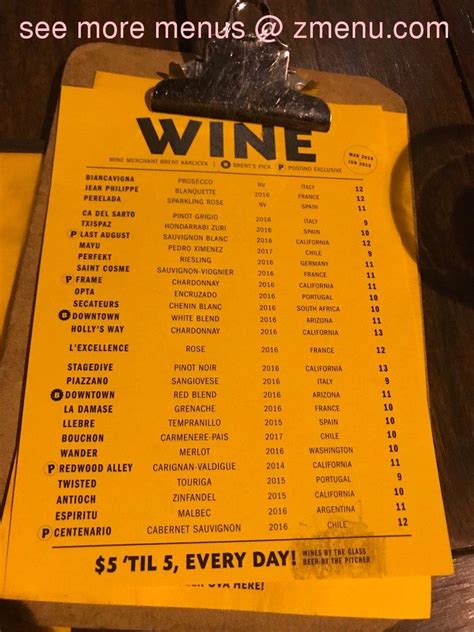 see more menus @ zmenu.com
WINE
WINE MERCHANT BRENT KARLICEK | B BRENT'S PICK P POSTINO EXCLUSIVE
MAR 2018
JUN 2018
BIANCAVIGNA PROSECCO NV ITALY 12
JEAN PHILIPPE BLANQUETTE 2016 FRANCE 12
PERELADA SPARKLING ROSE NV SPAIN 11
CA DEL SARTO PINOT GRIGIO 2016 ITALY 9
TXISPAZ HONDARRABI ZURI 2016 SPAIN 10
P LAST AUGUST SAUVIGNON BLANC 2016 CALIFORNIA 12
MAYU PEDRO XIMENEZ 2017 CHILE 9
PERFEKT RIESLING 2016 GERMANY 11
SAINT COSME SAUVIGNON-VIOGNIER 2016 FRANCE 11
P FRAME CHARDONNAY 2016 CALIFORNIA 11
OPTA ENCRUZADO 2016 PORTUGAL 10
SECATEURS CHENIN BLANC 2016 SOUTH AFRICA 10
B DOWNTOWN WHITE BLEND 2016 ARIZONA 11
HOLLY'S WAY CHARDONNAY 2016 CALIFORNIA 13
L'EXCELLENCE ROSE 2016 FRANCE 12
STAGEDIVE PINOT NOIR 2016 CALIFORNIA 13
PIAZZANO SANGIOVESE 2016 ITALY 9
B DOWNTOWN RED BLEND 2016 ARIZONA 11
LA DAMASE GRENACHE 2016 FRANCE 10
LLEBRE TEMPRANILLO 2015 SPAIN 10
BOUCHON CARMENERE-PAIS 2017 CHILE 10
WANDER MERLOT 2016 WASHINGTON 10
P REDWOOD ALLEY CARIGNAN-VALDIGUE 2014 CALIFORNIA 11
TWISTED TOURIGA 2015 PORTUGAL 9
ANTIOCH ZINFANDEL 2015 CALIFORNIA 10
ESPIRITU MALBEC 2016 ARGENTINA 11
P CENTENARIO CABERNET SAUVIGNON 2016 CHILE 12
$5 'TIL 5, EVERY DAY! WINES BY THE GLASS
BEER BY THE PITCHER
OVA HERE!